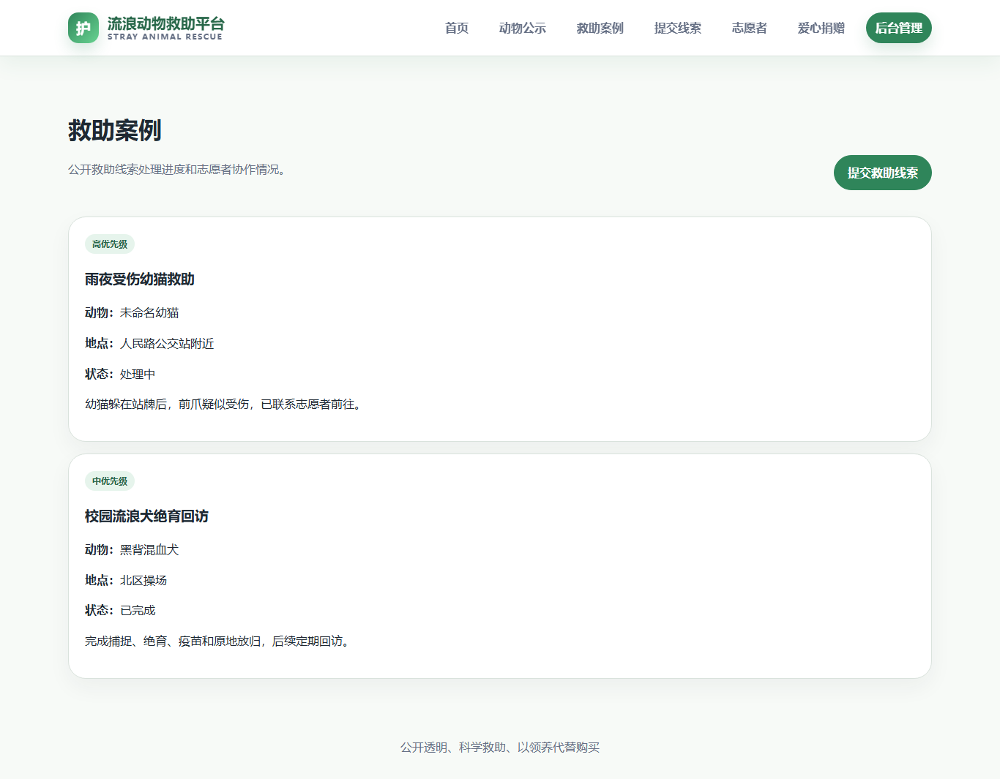 护
流浪动物救助平台
STRAY ANIMAL RESCUE
首页
动物公示
救助案例
提交线索
志愿者
爱心捐赠
后台管理
救助案例
公开救助线索处理进度和志愿者协作情况。
提交救助线索
高优先级
雨夜受伤幼猫救助
动物：未命名幼猫
地点：人民路公交站附近
状态：处理中
幼猫躲在站牌后，前爪疑似受伤，已联系志愿者前往。
中优先级
校园流浪犬绝育回访
动物：黑背混血犬
地点：北区操场
状态：已完成
完成捕捉、绝育、疫苗和原地放归，后续定期回访。
公开透明、科学救助、以领养代替购买